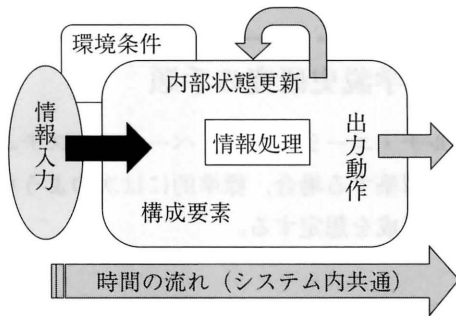 環境条件
内部状態更新
情報入力
情報処理
出力動作
構成要素
時間の流れ（システム内共通）